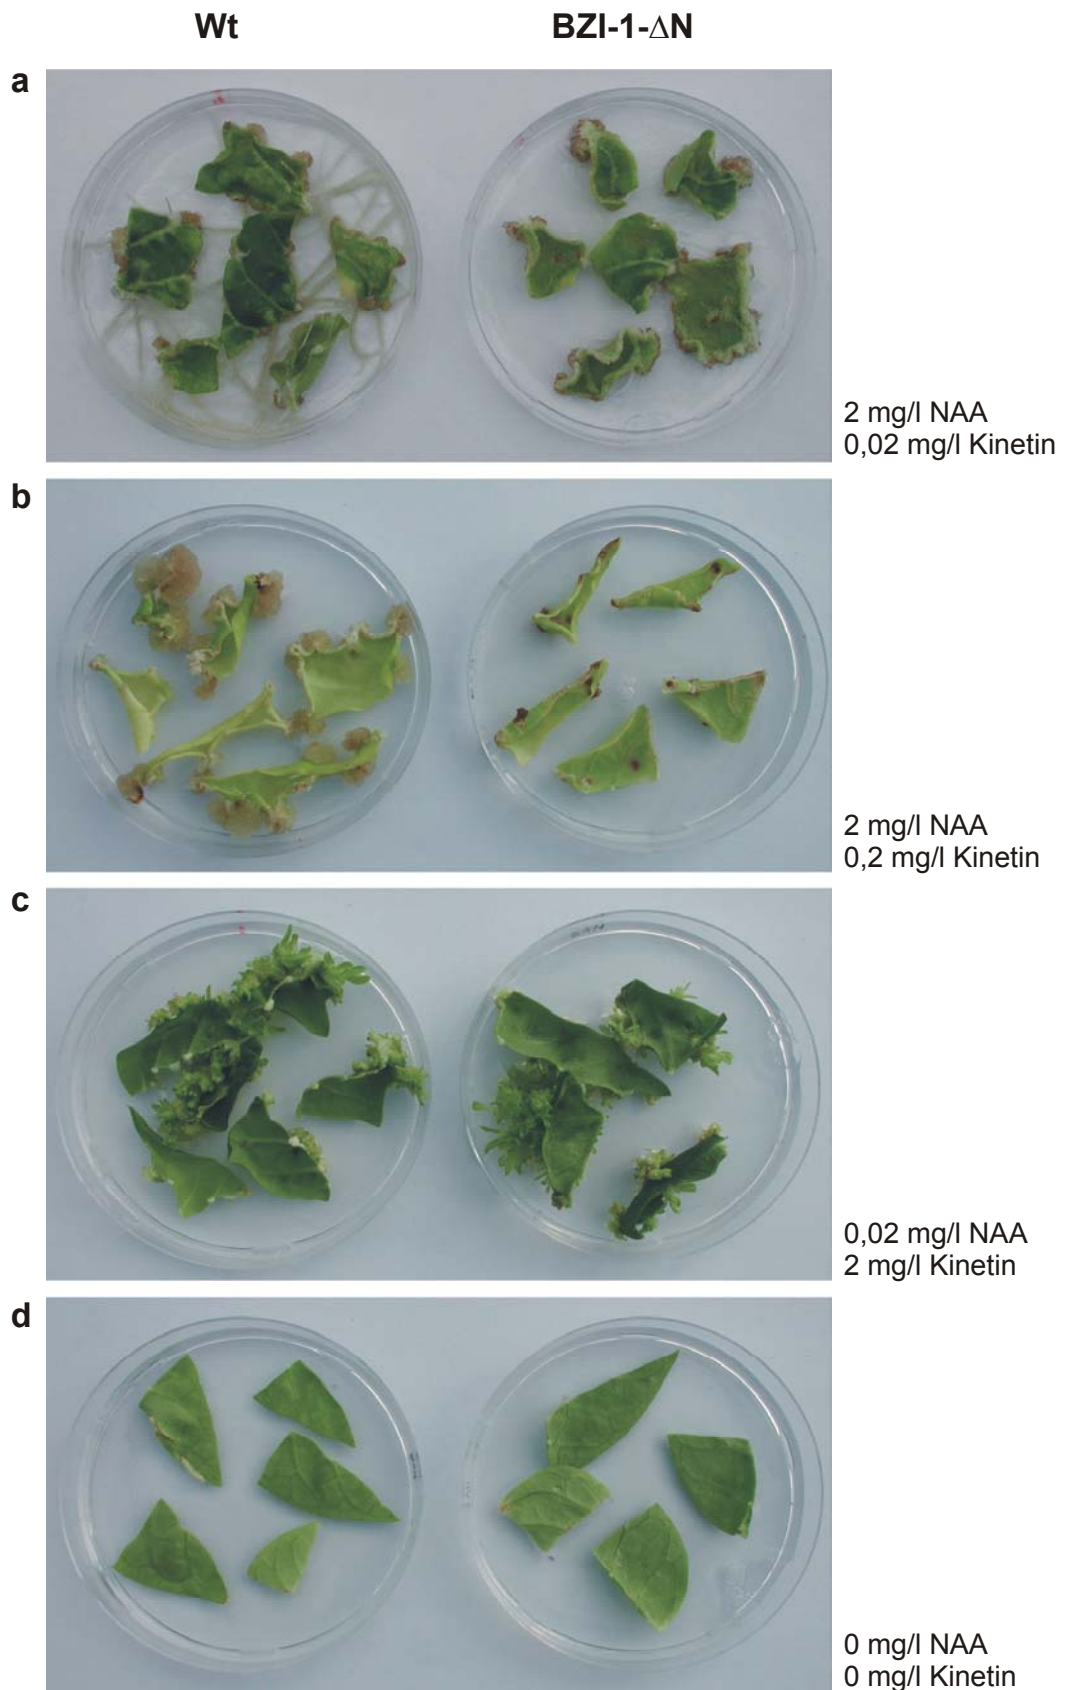 Wt BZI-1-ΔN
a
2 mg/l NAA
0,02 mg/l Kinetin
b
2 mg/l NAA
0,2 mg/l Kinetin
c
0,02 mg/l NAA
2 mg/l Kinetin
d
0 mg/l NAA
0 mg/l Kinetin